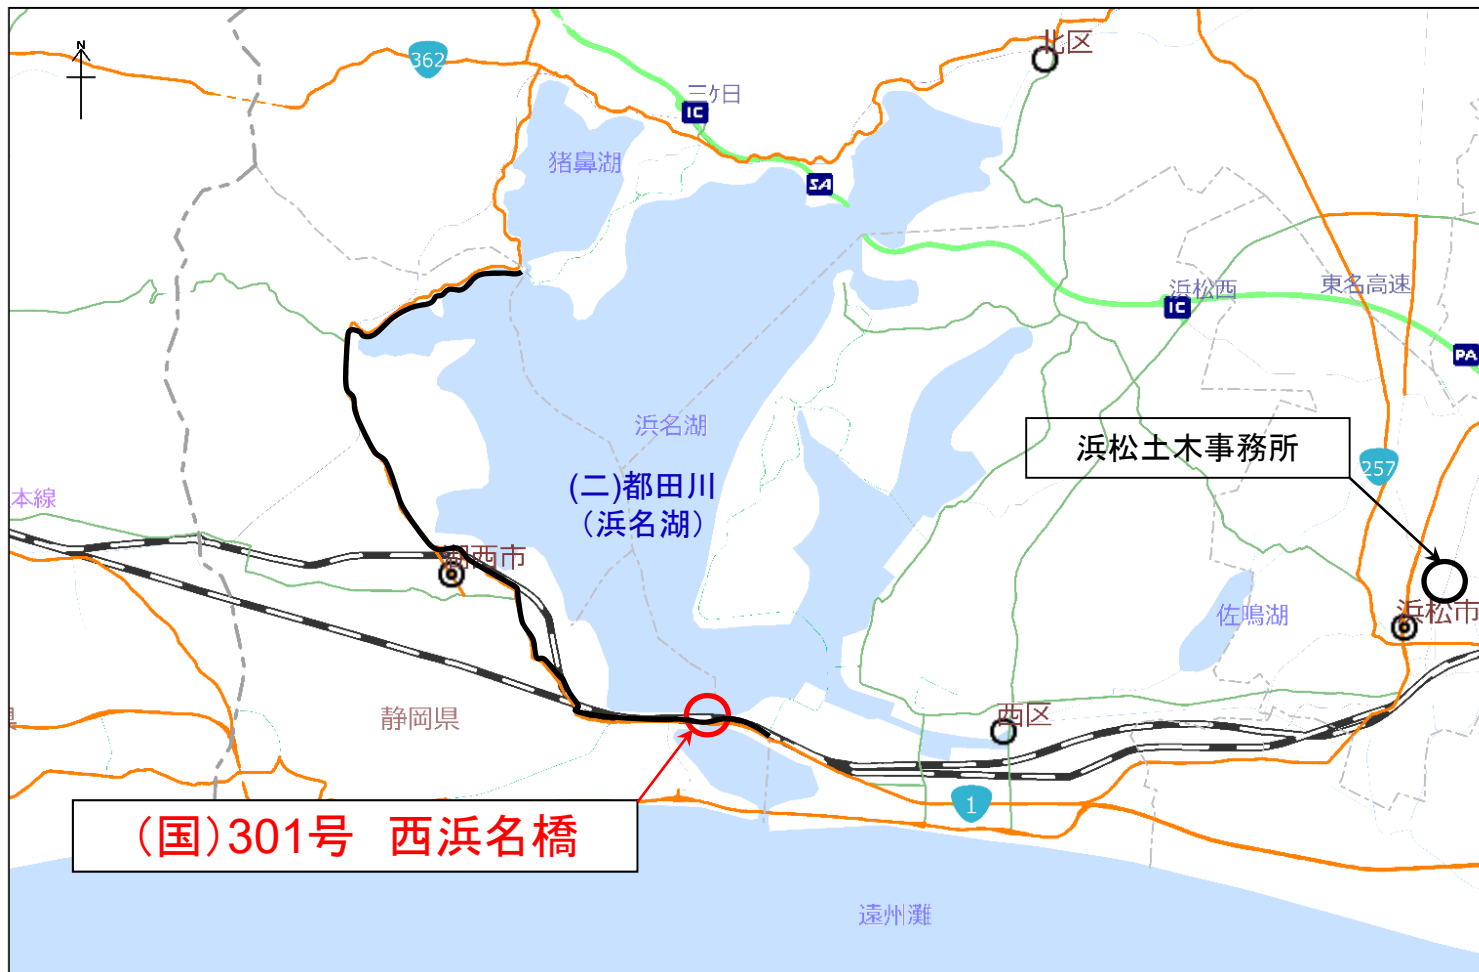 N
362
北区
三ヶ日
IC
猪鼻湖
SA
浜松西
IC
東名高速
PA
浜名湖
浜松土木事務所
257
(二)都田川
（浜名湖）
本線
湖西市
佐鳴湖
浜松市
静岡県
西区
1
（国）301号　西浜名橋
遠州灘